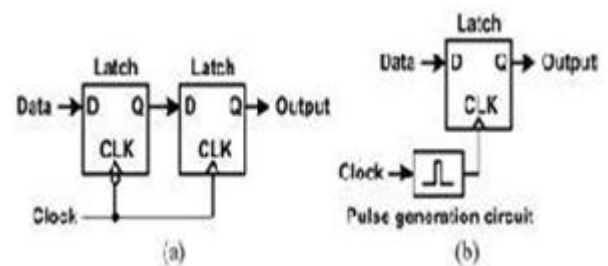 Latch Latch
Data D Q D Q Output
CLK CLK
Clock
(a)
(b)
Latch
Data D Q Output
CLK
Clock
Pulse generation circuit